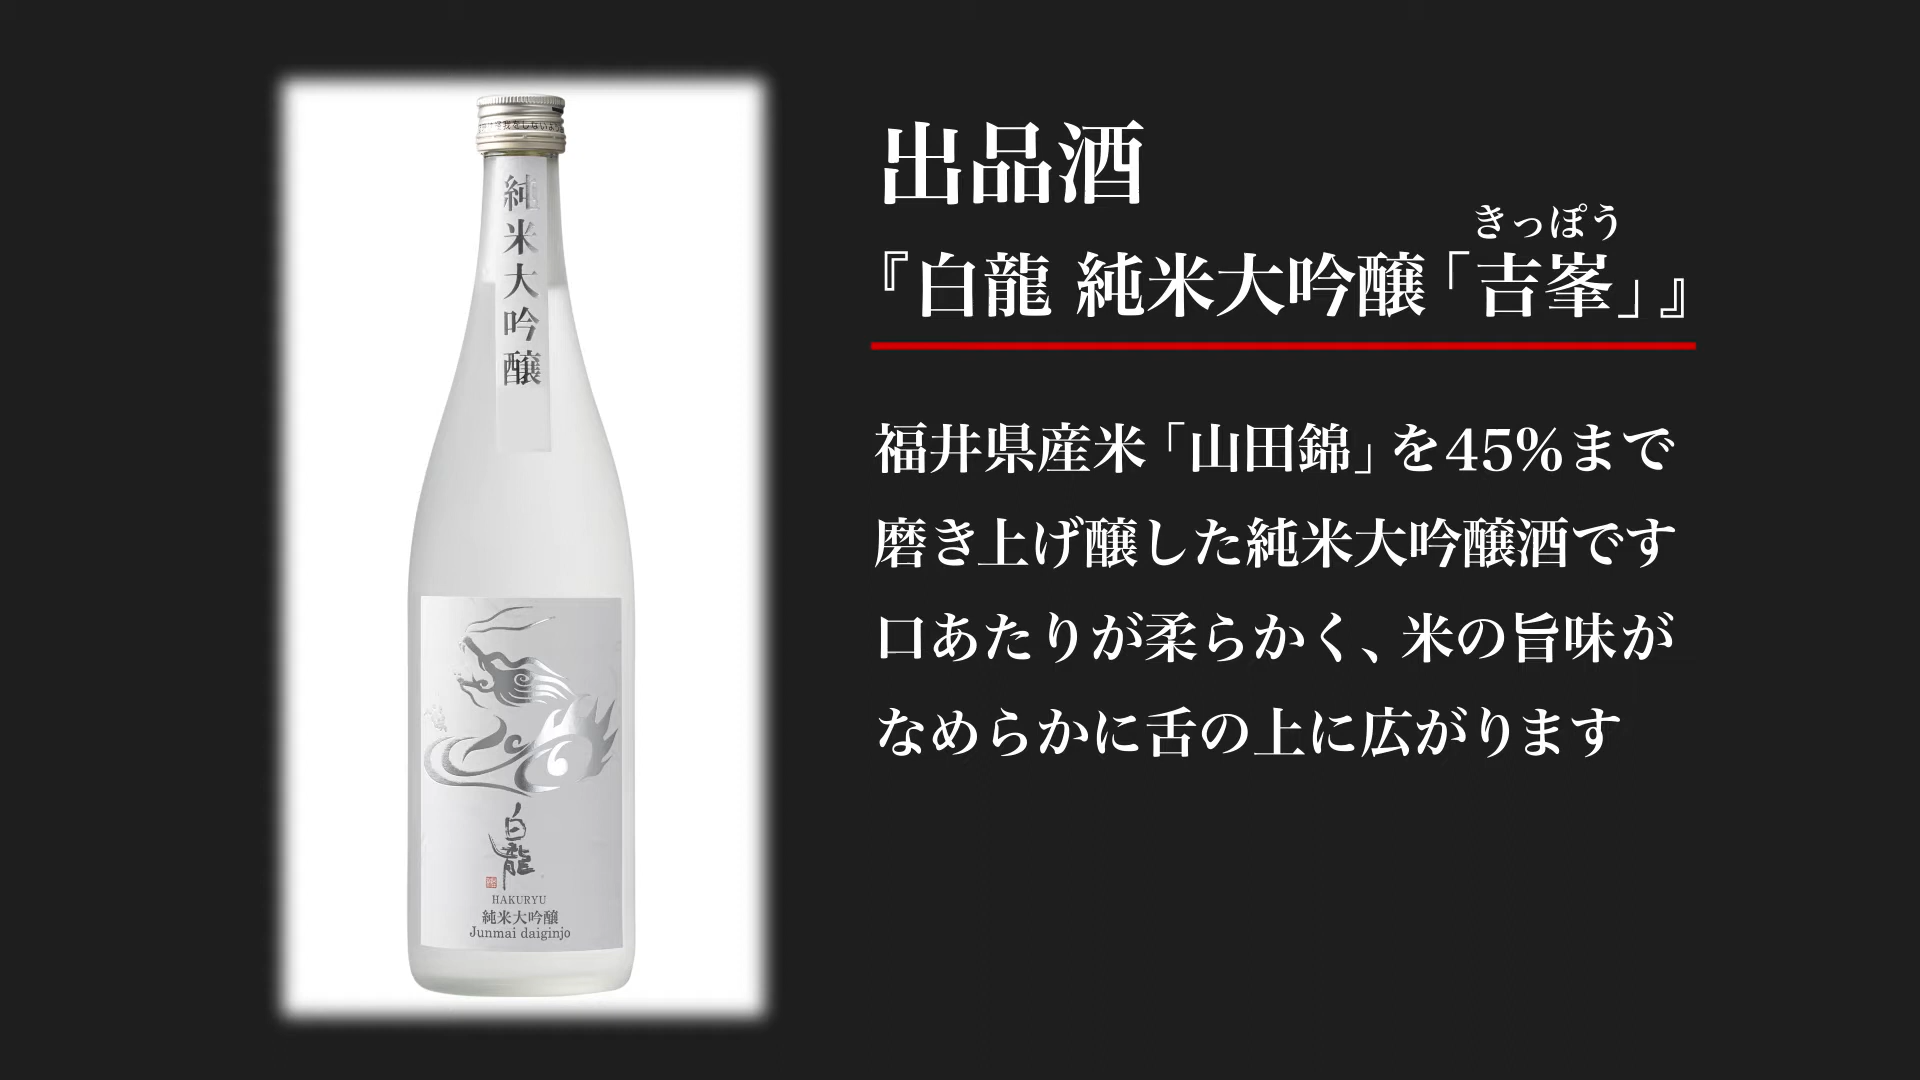 純米大吟醸
白龍
HAKURYU
純米大吟醸
Junmai daiginjo
出品酒
きっぽう
『白龍 純米大吟醸「吉峯」』
福井県産米「山田錦」を45%まで
磨き上げ醸した純米大吟醸酒です
口あたりが柔らかく、米の旨味が
なめらかに舌の上に広がります